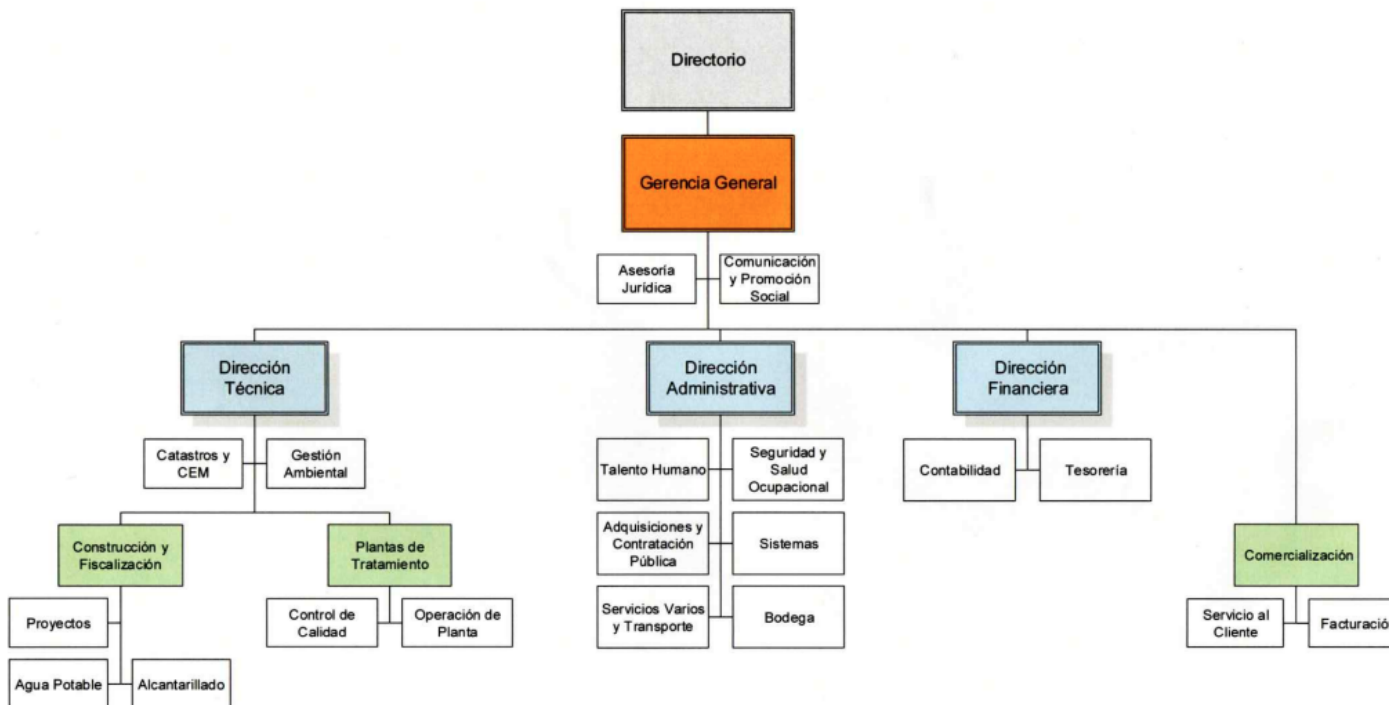 Directorio
Gerencia General
Asesoría
Jurídica
Comunicación
y Promoción
Social
Dirección
Técnica
Dirección
Administrativa
Dirección
Financiera
Catastros y
CEM
Gestión
Ambiental
Talento Humano
Seguridad y
Salud
Ocupacional
Contabilidad
Tesorería
Construcción y
Fiscalización
Plantas de
Tratamiento
Adquisiciones y
Contratación
Pública
Sistemas
Comercialización
Proyectos
Control de
Calidad
Operación de
Planta
Servicios Varios
y Transporte
Bodega
Servicio al
Cliente
Facturación
Agua Potable
Alcantarillado